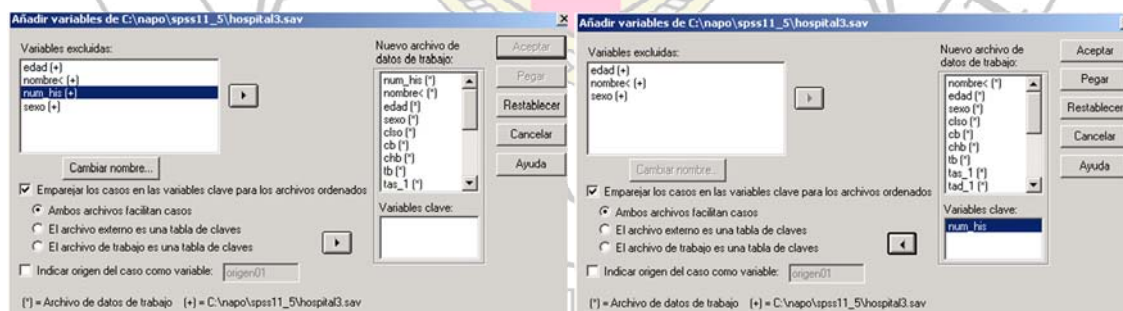 Añadir variables de C:\napo\spss11_5\hospital3.sav
Variables excluidas:
edad (+)
nombre< (+)
num_his (+)
sexo (+)
Cambiar nombre...
Nuevo archivo de
datos de trabajo:
num_his (*)
nombre< (*)
edad (*)
sexo (*)
clso (*)
cb (*)
chb (*)
tb (*)
tas_1 (*)
Aceptar
Pegar
Restablecer
Cancelar
Ayuda
Emparejar los casos en las variables clave para los archivos ordenados
Ambos archivos facilitan casos
El archivo externo es una tabla de claves
El archivo de trabajo es una tabla de claves
Variables clave:
Indicar origen del caso como variable: origen01
(*) = Archivo de datos de trabajo (+) = C:\napo\spss11_5\hospital3.sav
Añadir variables de C:\napo\spss11_5\hospital3.sav
Variables excluidas:
edad (+)
nombre< (+)
sexo (+)
Cambiar nombre...
Nuevo archivo de
datos de trabajo:
nombre< (*)
edad (*)
sexo (*)
clso (*)
cb (*)
chb (*)
tb (*)
tas_1 (*)
tad_1 (*)
Aceptar
Pegar
Restablecer
Cancelar
Ayuda
Emparejar los casos en las variables clave para los archivos ordenados
Ambos archivos facilitan casos
El archivo externo es una tabla de claves
El archivo de trabajo es una tabla de claves
Variables clave:
num_his
Indicar origen del caso como variable: origen01
(*) = Archivo de datos de trabajo (+) = C:\napo\spss11_5\hospital3.sav